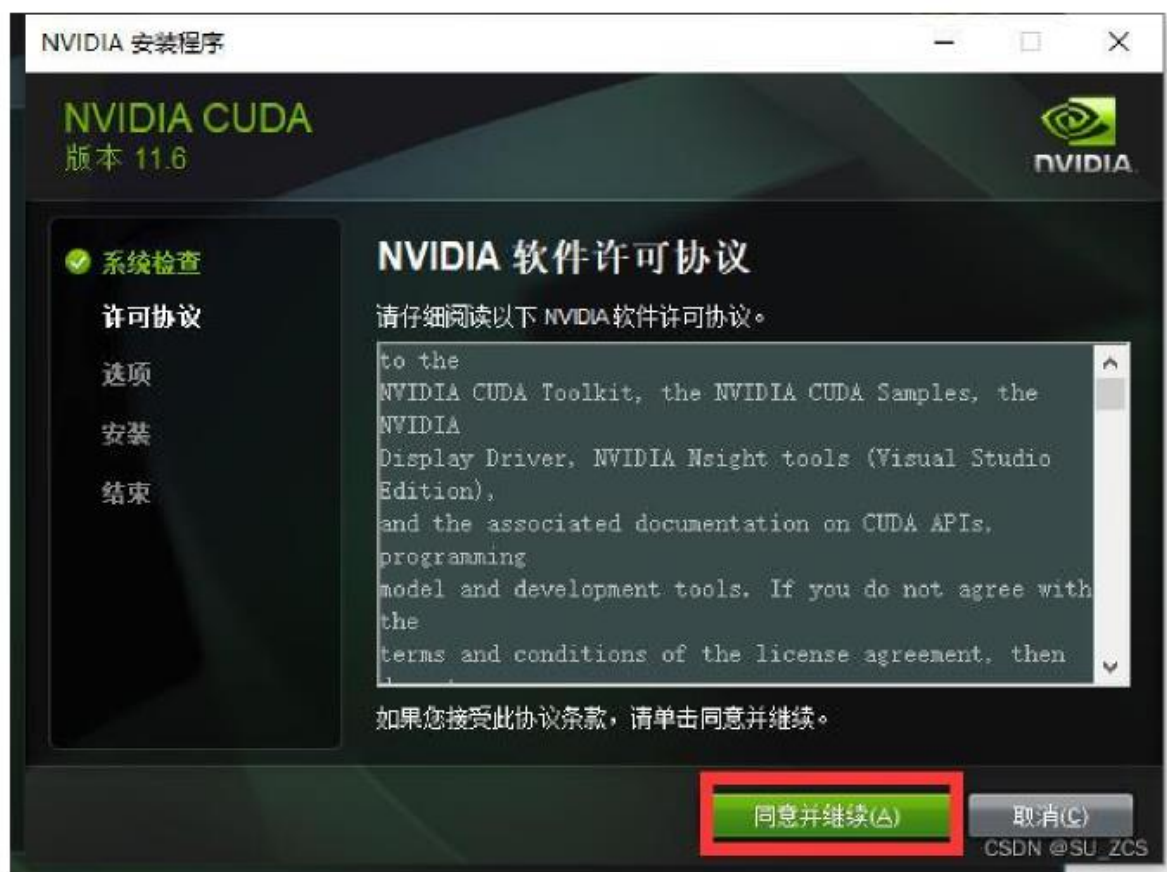 NVIDIA 安装程序
NVIDIA CUDA
版本 11.6
NVIDIA.
系统检查
许可协议
选项
安装
结束
NVIDIA 软件许可协议
请仔细阅读以下 NVIDIA 软件许可协议。
to the
NVIDIA CUDA Toolkit, the NVIDIA CUDA Samples, the
NVIDIA
Display Driver, NVIDIA Nsight tools (Visual Studio
Edition),
and the associated documentation on CUDA APIs,
programming
model and development tools. If you do not agree with
the
terms and conditions of the license agreement, then
如果您接受此协议条款，请单击同意并继续。
同意并继续(A)
取消(C)
CSDN @SU_ZCS